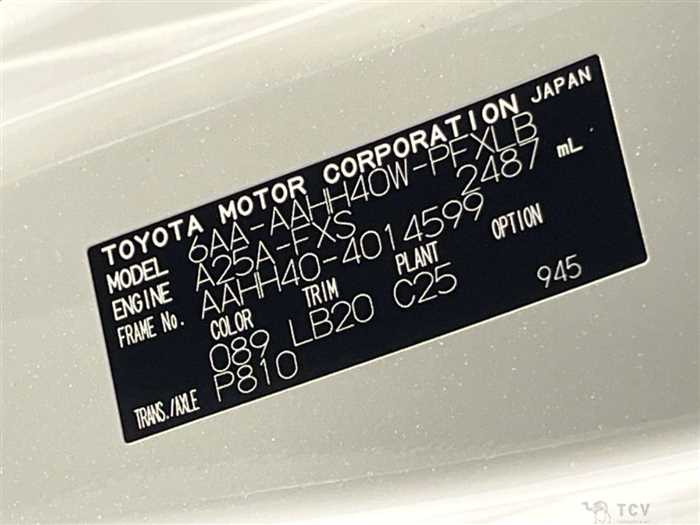 TOYOTA MOTOR CORPORATION JAPAN
MODEL 6AA-AAHH40W-PFXLB
ENGINE A25A-FXS 2487 mL
FRAME No. AAHH40-4014599
COLOR TRIM PLANT OPTION
089 LB20 C25 945
TRANS./AXLE P810
TCV